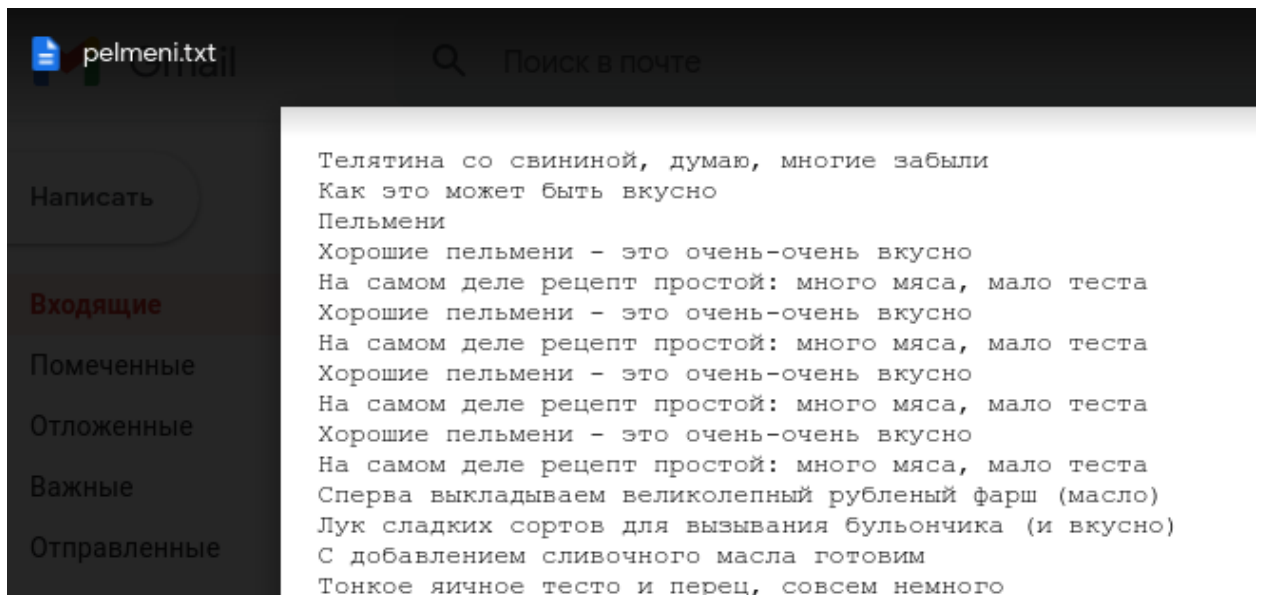 pelmeni.txt
Gmail
Поиск в почте
Написать
Входящие
Помеченные
Отложенные
Важные
Отправленные
Телятина со свининой, думаю, многие забыли
Как это может быть вкусно
Пельмени
Хорошие пельмени - это очень-очень вкусно
На самом деле рецепт простой: много мяса, мало теста
Хорошие пельмени - это очень-очень вкусно
На самом деле рецепт простой: много мяса, мало теста
Хорошие пельмени - это очень-очень вкусно
На самом деле рецепт простой: много мяса, мало теста
Хорошие пельмени - это очень-очень вкусно
На самом деле рецепт простой: много мяса, мало теста
Сперва выкладываем великолепный рубленый фарш (масло)
Лук сладких сортов для вызывания бульончика (и вкусно)
С добавлением сливочного масла готовим
Тонкое яичное тесто и перец, совсем немного